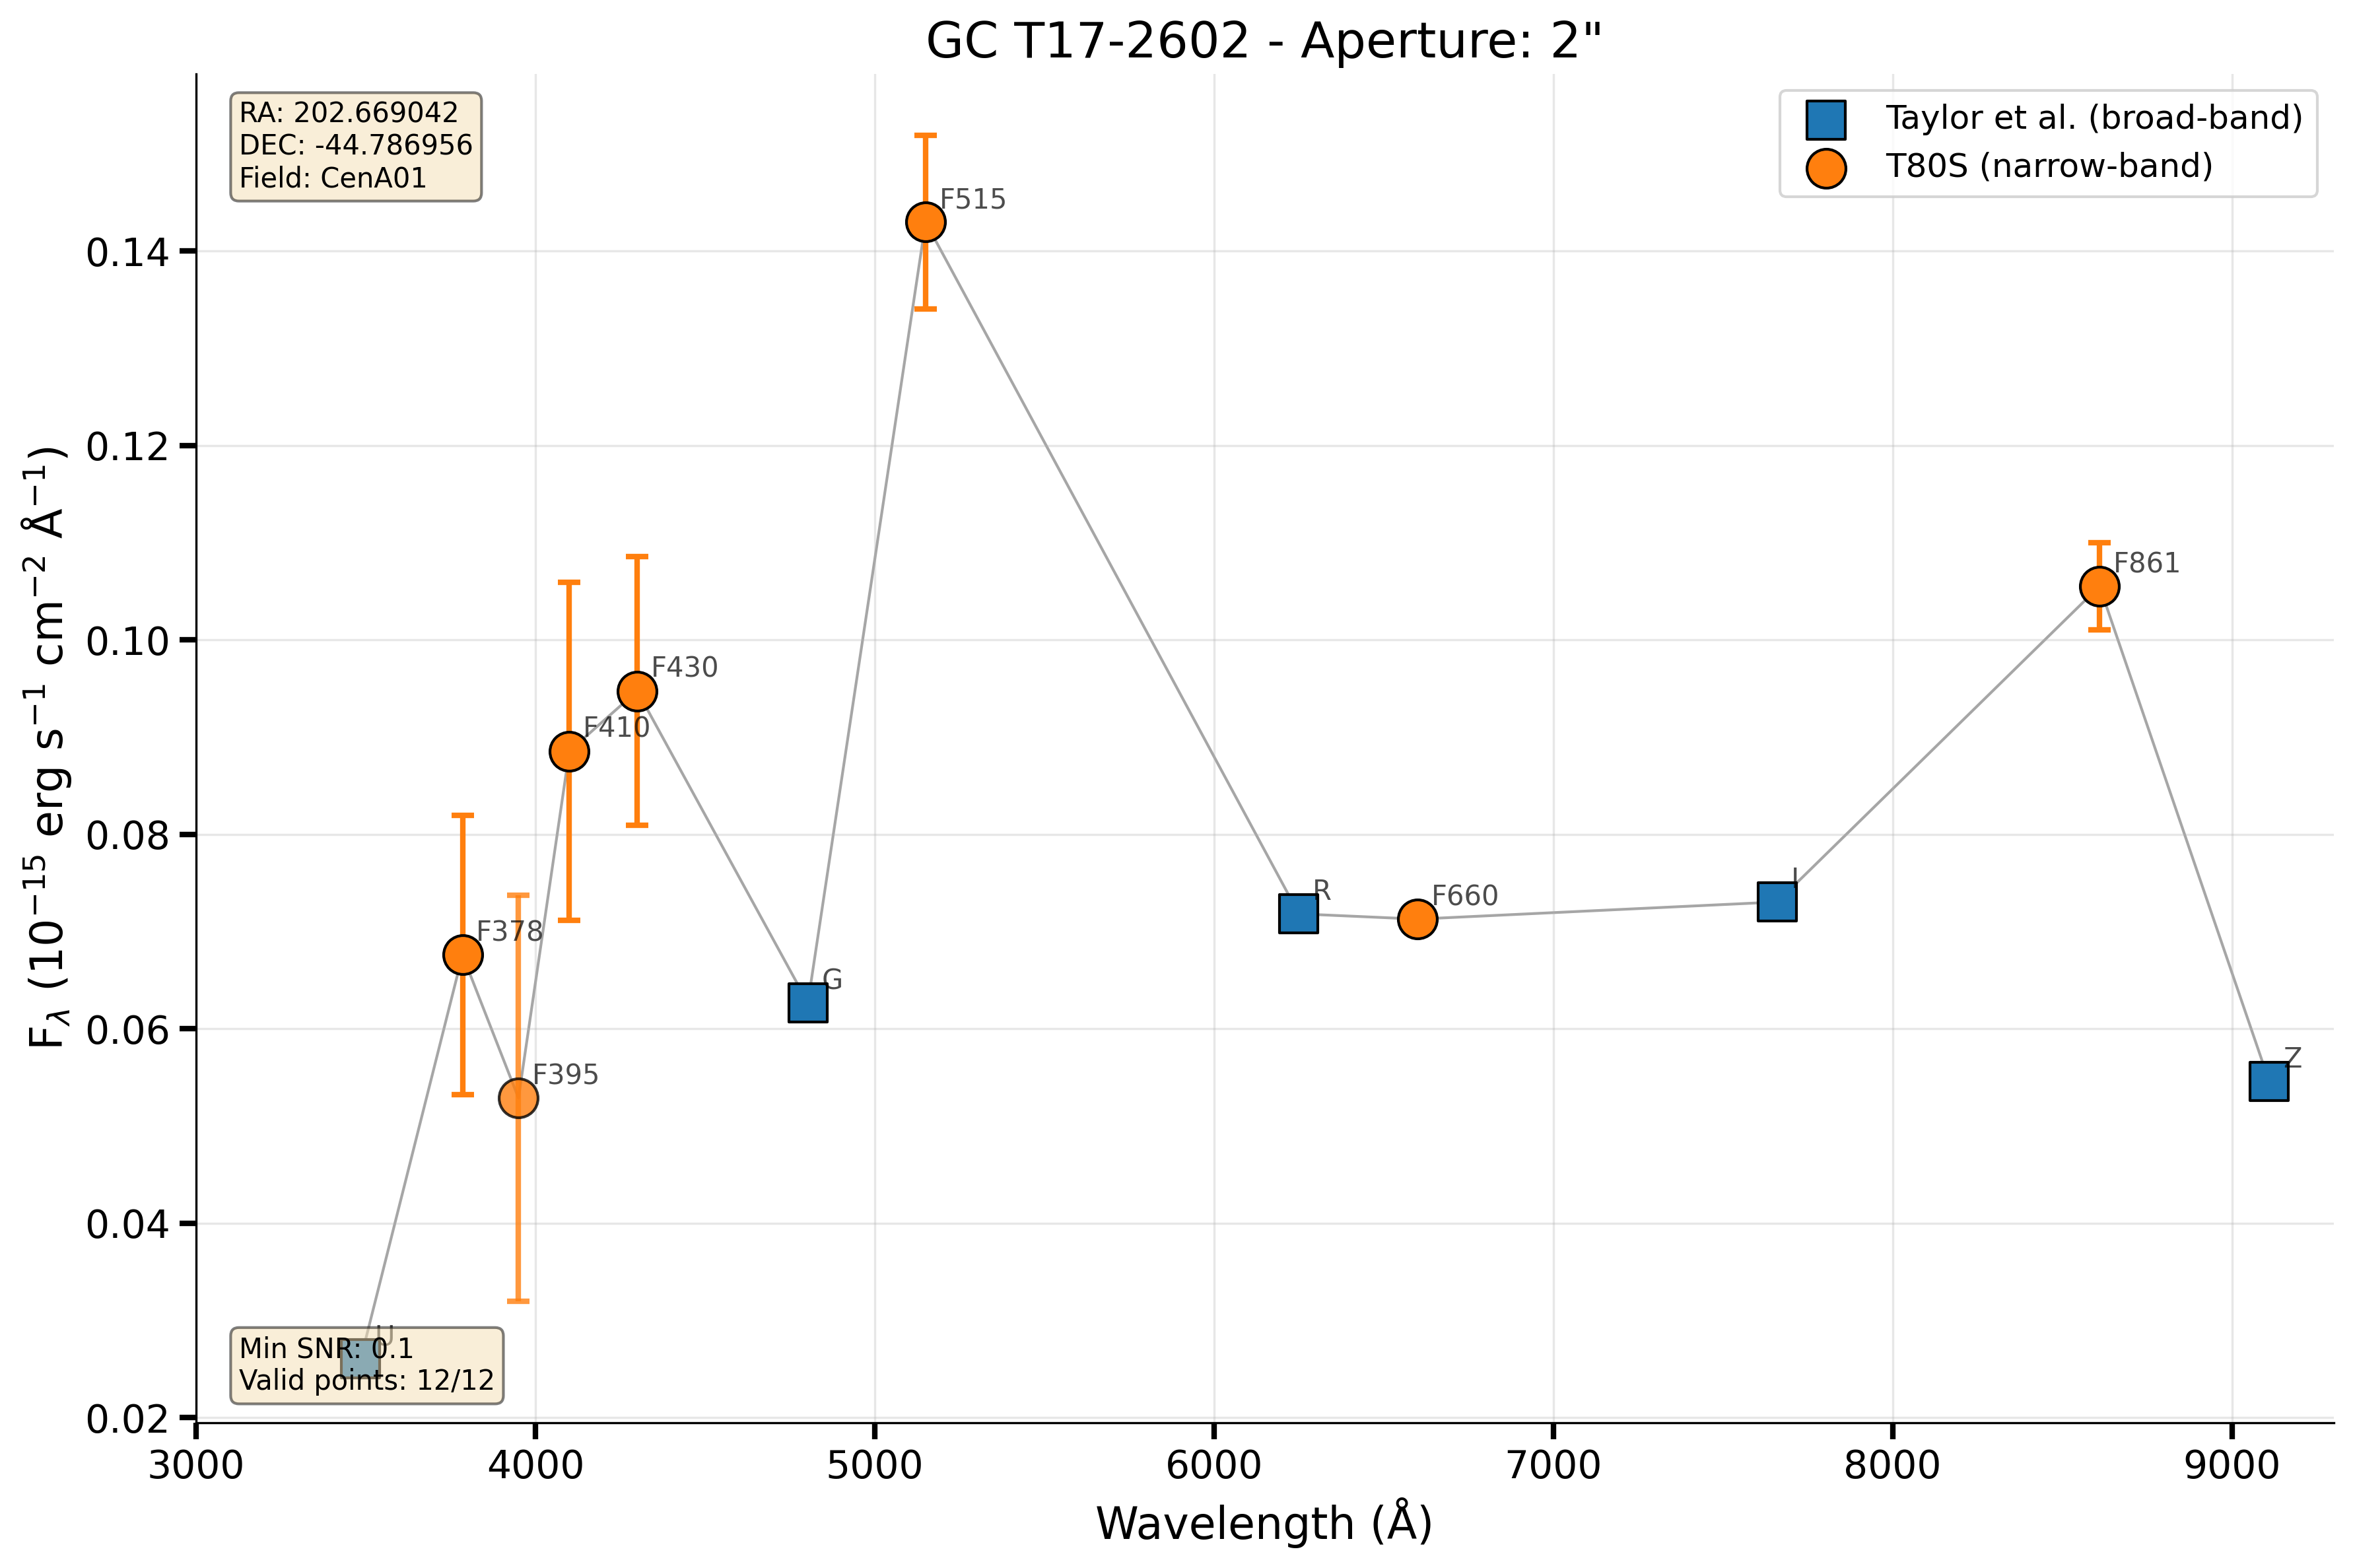 GC T17-2602 - Aperture: 2"
RA: 202.669042
DEC: -44.786956
Field: CenA01
Taylor et al. (broad-band)
T80S (narrow-band)
F515
F861
F430
F410
R
F660
I
F378
G
F395
Z
U
Min SNR: 0.1
Valid points: 12/12
0.14
0.12
0.10
0.08
0.06
0.04
0.02
3000 4000 5000 6000 7000 8000 9000
Wavelength (Å)
Fλ (10⁻¹⁵ erg s⁻¹ cm⁻² Å⁻¹)